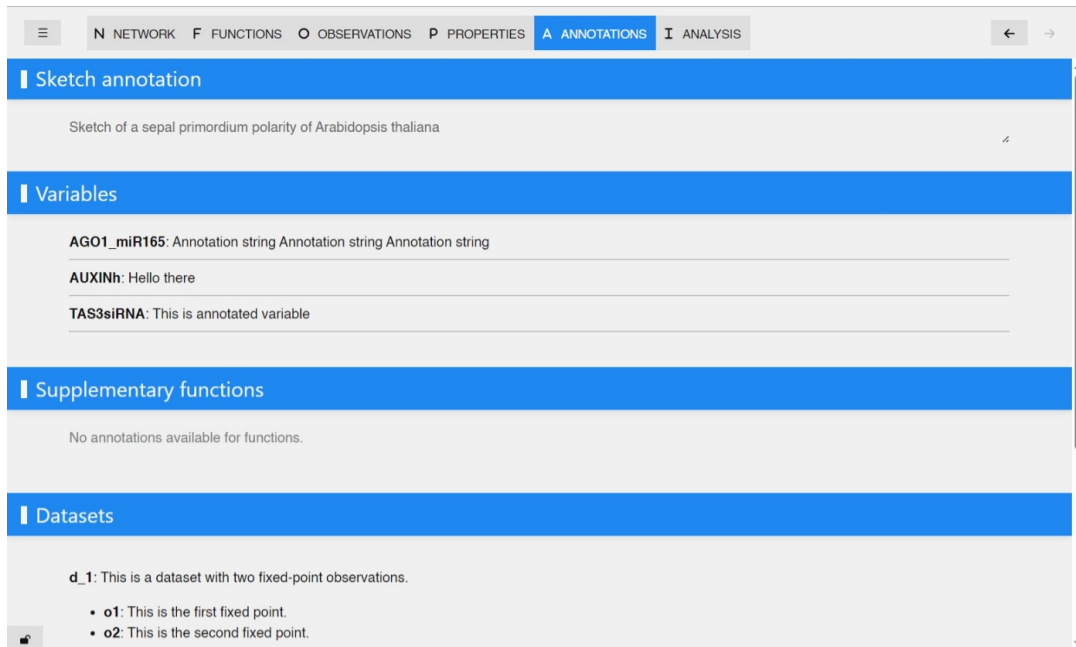 N NETWORK F FUNCTIONS O OBSERVATIONS P PROPERTIES A ANNOTATIONS I ANALYSIS
Sketch annotation
Sketch of a sepal primordium polarity of Arabidopsis thaliana
Variables
AGO1_miR165: Annotation string Annotation string Annotation string
AUXINh: Hello there
TAS3siRNA: This is annotated variable
Supplementary functions
No annotations available for functions.
Datasets
d_1: This is a dataset with two fixed-point observations.
• o1: This is the first fixed point.
• o2: This is the second fixed point.